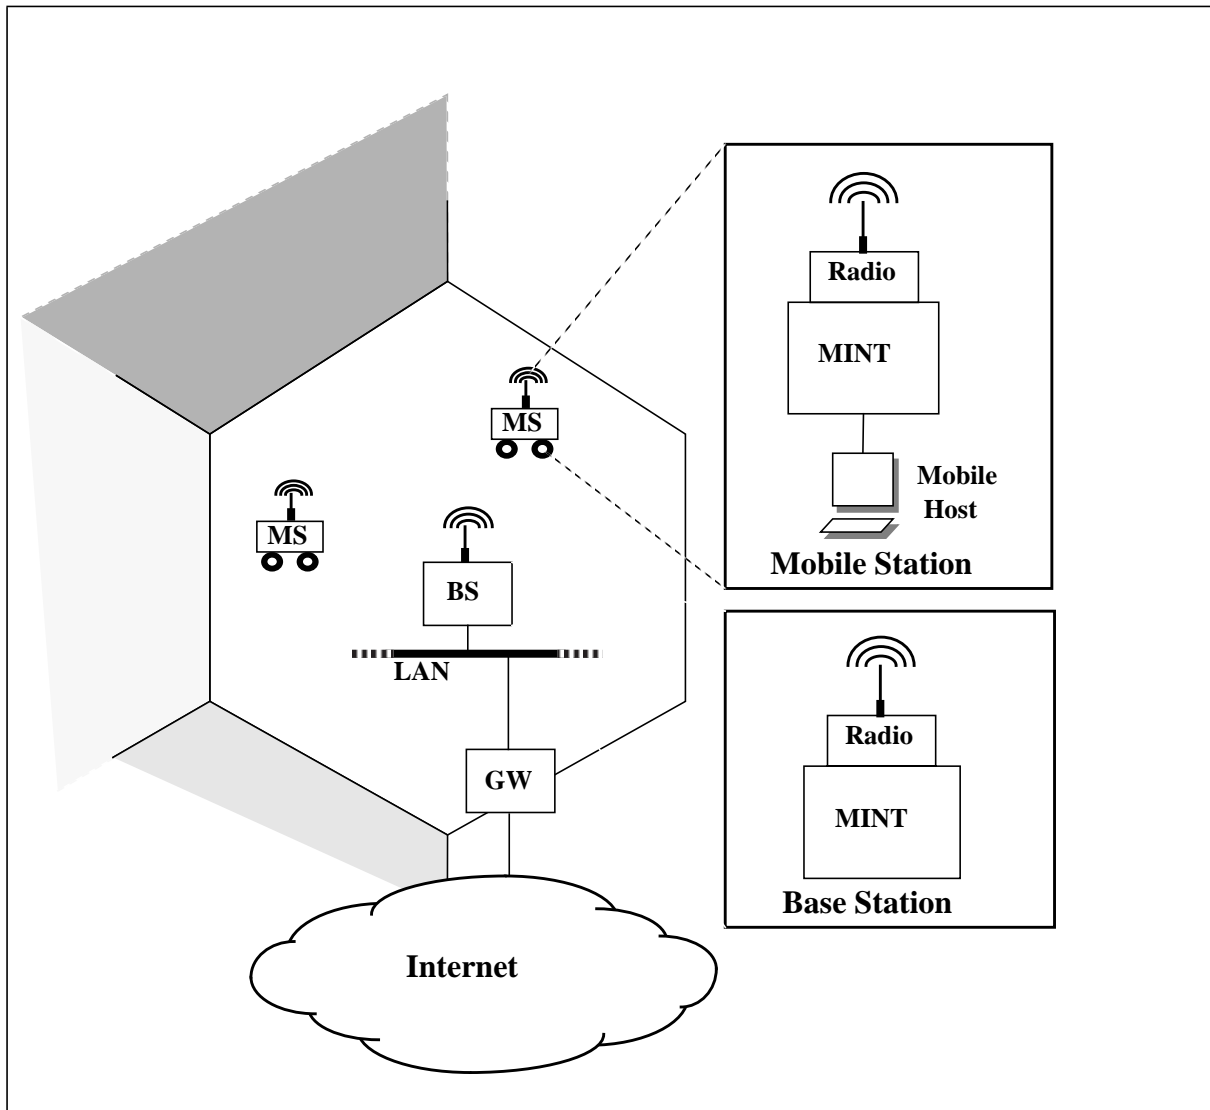 Radio
MINT
Mobile
Host
Mobile Station
MS
MS
BS
LAN
GW
Internet
Radio
MINT
Base Station